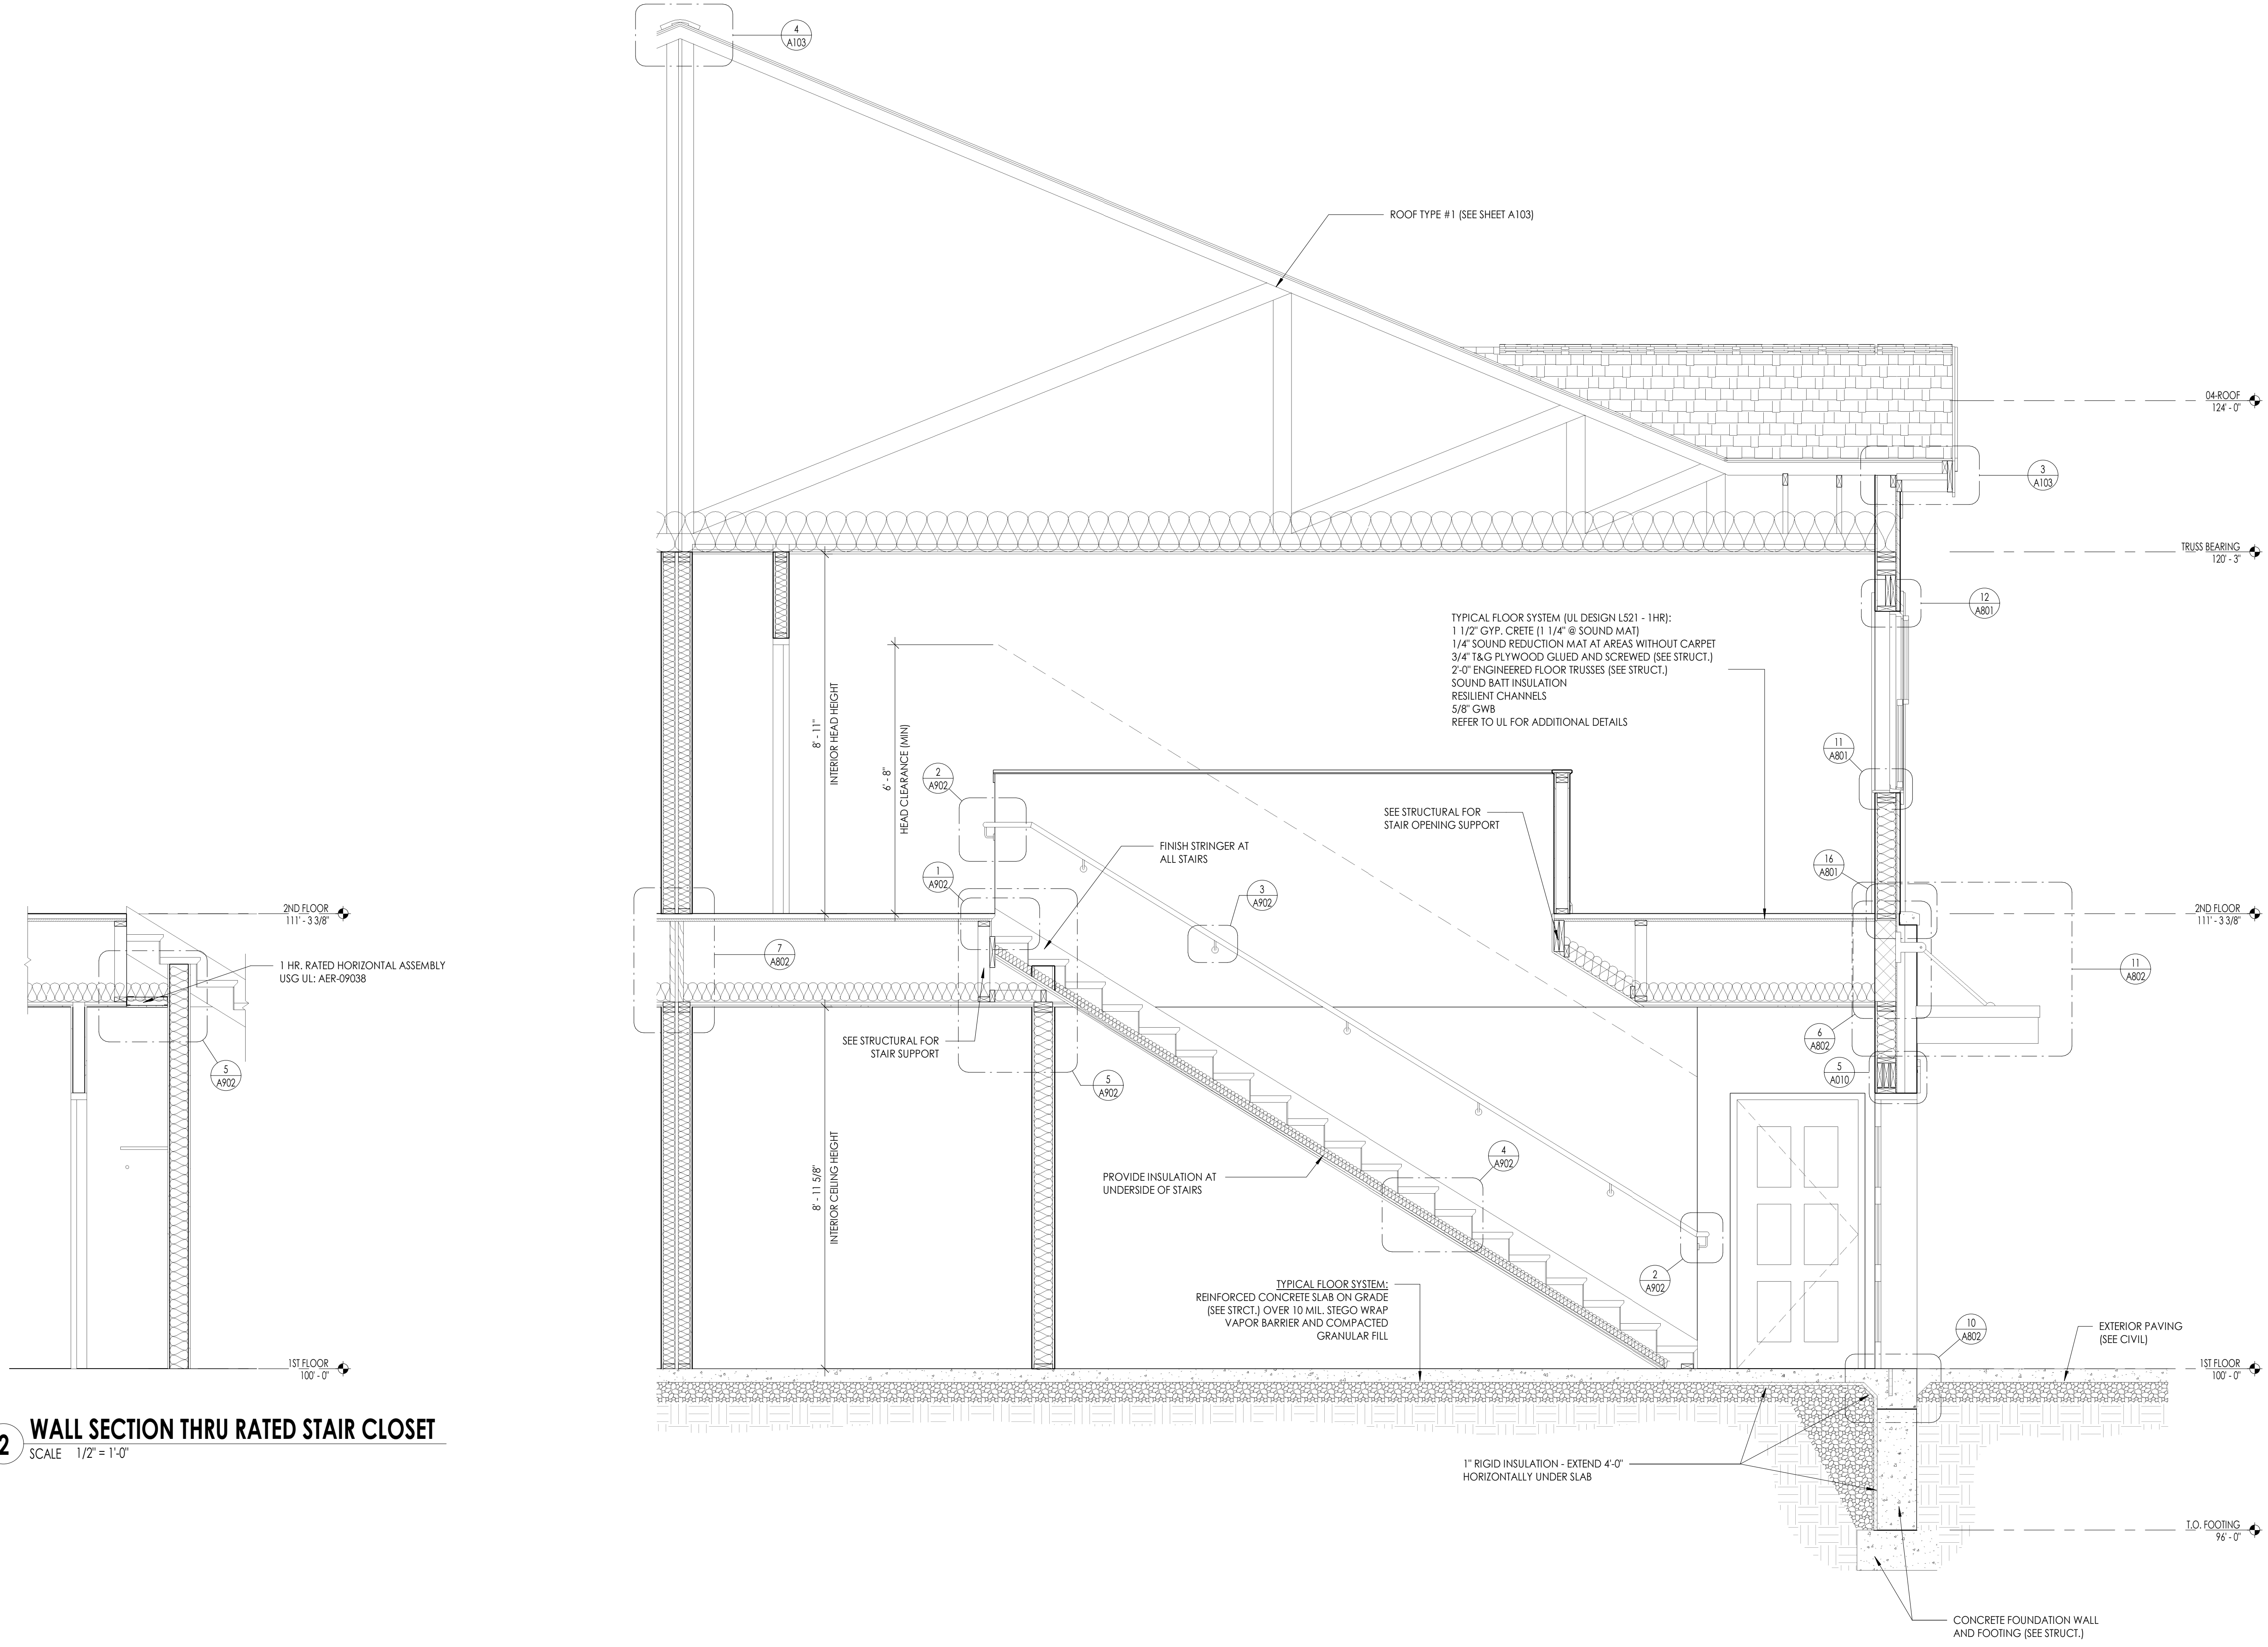 4
A103
ROOF TYPE #1 (SEE SHEET A103)
04-ROOF
124' - 0"
3
A103
TRUSS BEARING
120' - 3"
12
A801
TYPICAL FLOOR SYSTEM (UL DESIGN L521 - 1HR):
1 1/2" GYP. CRETE (1 1/4" @ SOUND MAT)
1/4" SOUND REDUCTION MAT AT AREAS WITHOUT CARPET
3/4" T&G PLYWOOD GLUED AND SCREWED (SEE STRUCT.)
2'-0" ENGINEERED FLOOR TRUSSES (SEE STRUCT.)
SOUND BATT INSULATION
RESILIENT CHANNELS
5/8" GWB
REFER TO UL FOR ADDITIONAL DETAILS
8' - 11"
INTERIOR HEAD HEIGHT
6' - 8"
HEAD CLEARANCE (MIN)
2
A902
11
A801
SEE STRUCTURAL FOR
STAIR OPENING SUPPORT
FINISH STRINGER AT
ALL STAIRS
1
A902
3
A902
16
A801
2ND FLOOR
111' - 3 3/8"
2ND FLOOR
111' - 3 3/8"
1 HR. RATED HORIZONTAL ASSEMBLY
USG UL: AER-09038
7
A802
11
A802
SEE STRUCTURAL FOR
STAIR SUPPORT
6
A802
5
A902
5
A902
5
A010
8' - 11 5/8"
INTERIOR CEILING HEIGHT
PROVIDE INSULATION AT
UNDERSIDE OF STAIRS
4
A902
2
A902
TYPICAL FLOOR SYSTEM:
REINFORCED CONCRETE SLAB ON GRADE
(SEE STRCT.) OVER 10 MIL. STEGO WRAP
VAPOR BARRIER AND COMPACTED
GRANULAR FILL
10
A802
EXTERIOR PAVING
(SEE CIVIL)
1ST FLOOR
100' - 0"
1ST FLOOR
100' - 0"
2
WALL SECTION THRU RATED STAIR CLOSET
SCALE 1/2" = 1'-0"
1" RIGID INSULATION - EXTEND 4'-0"
HORIZONTALLY UNDER SLAB
T.O. FOOTING
96' - 0"
CONCRETE FOUNDATION WALL
AND FOOTING (SEE STRUCT.)